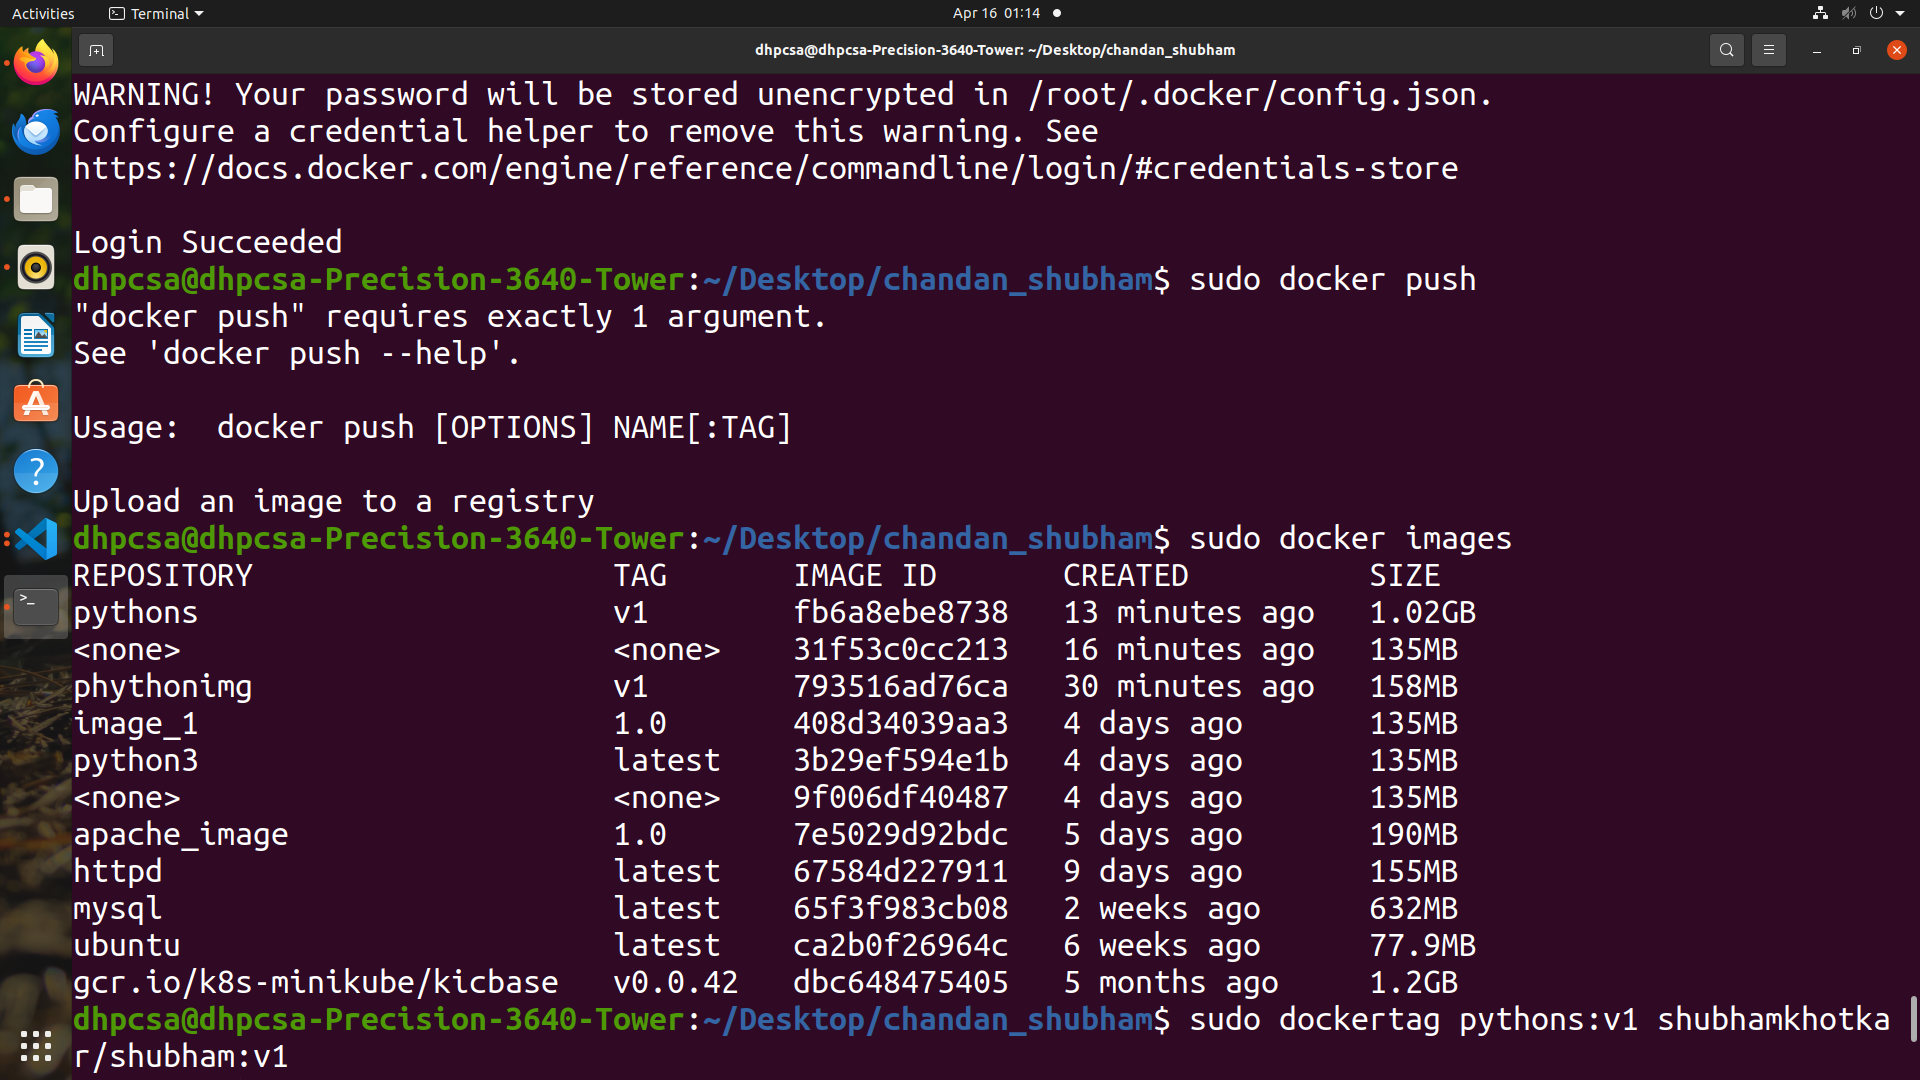 Activities Terminal Apr 16 01:14
dhpcsa@dhpcsa-Precision-3640-Tower: ~/Desktop/chandan_shubham
WARNING! Your password will be stored unencrypted in /root/.docker/config.json.
Configure a credential helper to remove this warning. See
https://docs.docker.com/engine/reference/commandline/login/#credentials-store
Login Succeeded
dhpcsa@dhpcsa-Precision-3640-Tower:~/Desktop/chandan_shubham$ sudo docker push
"docker push" requires exactly 1 argument.
See 'docker push --help'.
Usage:  docker push [OPTIONS] NAME[:TAG]
Upload an image to a registry
dhpcsa@dhpcsa-Precision-3640-Tower:~/Desktop/chandan_shubham$ sudo docker images
REPOSITORY                    TAG       IMAGE ID       CREATED          SIZE
pythons                       v1        fb6a8ebe8738   13 minutes ago   1.02GB
<none>                        <none>    31f53c0cc213   16 minutes ago   135MB
phythonimg                    v1        793516ad76ca   30 minutes ago   158MB
image_1                       1.0       408d34039aa3   4 days ago       135MB
python3                       latest    3b29ef594e1b   4 days ago       135MB
<none>                        <none>    9f006df40487   4 days ago       135MB
apache_image                  1.0       7e5029d92bdc   5 days ago       190MB
httpd                         latest    67584d227911   9 days ago       155MB
mysql                         latest    65f3f983cb08   2 weeks ago      632MB
ubuntu                        latest    ca2b0f26964c   6 weeks ago      77.9MB
gcr.io/k8s-minikube/kicbase   v0.0.42   dbc648475405   5 months ago     1.2GB
dhpcsa@dhpcsa-Precision-3640-Tower:~/Desktop/chandan_shubham$ sudo dockertag pythons:v1 shubhamkhotka
r/shubham:v1